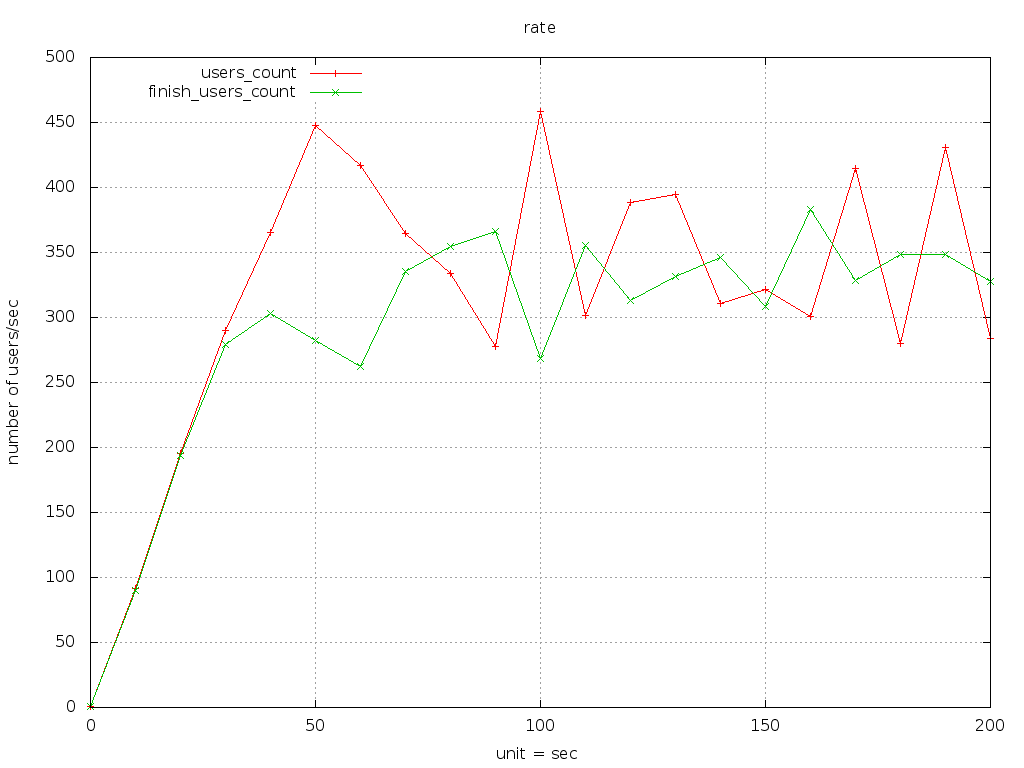 rate
500
450
400
350
300
250
200
150
100
50
0
users_count
finish_users_count
number of users/sec
0 50 100 150 200
unit = sec